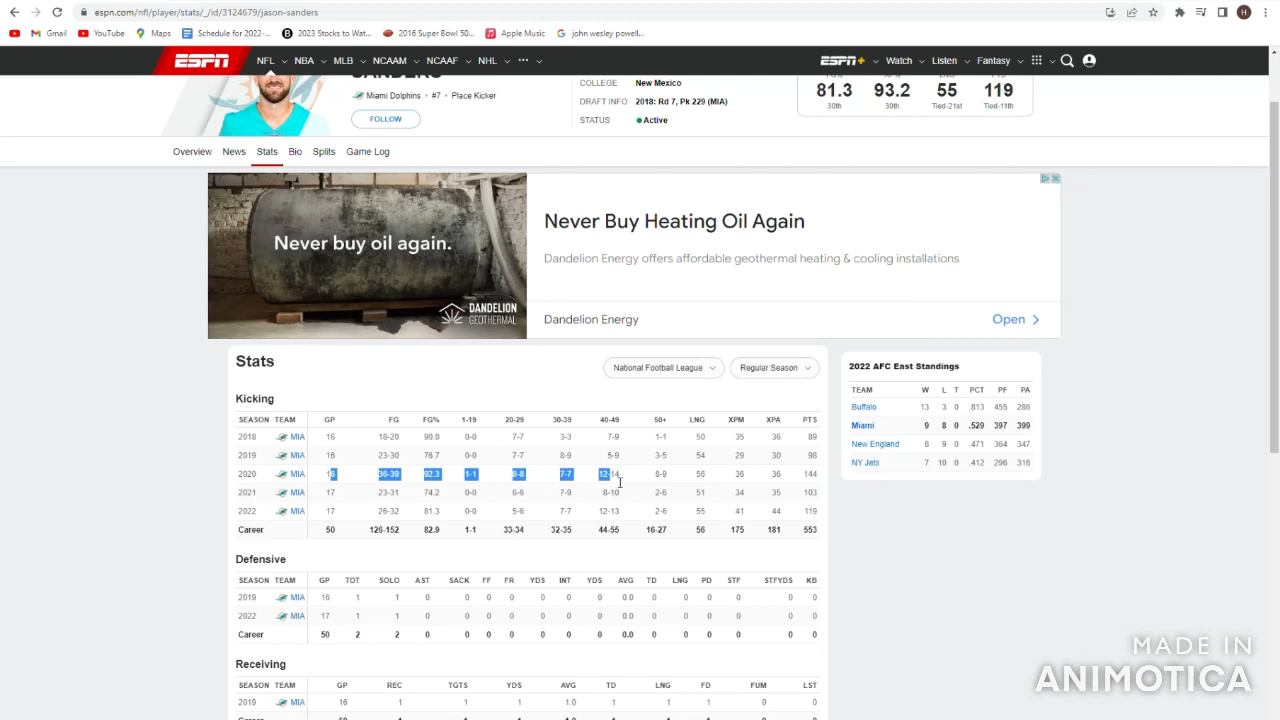 espn.com/nfl/player/stats/_/id/3124679/jason-sanders
Gmail YouTube Maps Schedule for 2022-... 2023 Stocks to Wat... 2016 Super Bowl 50... Apple Music john wesley powell...
H
ESPN NFL NBA MLB NCAAM NCAAF NHL ••• ESPN+ Watch Listen Fantasy
SANDERS
Miami Dolphins • #7 • Place Kicker
FOLLOW
COLLEGE New Mexico
DRAFT INFO 2018: Rd 7, Pk 229 (MIA)
STATUS Active
81.3 93.2 55 119
30th 30th Tied-21st Tied-11th
Overview News Stats Bio Splits Game Log
Never buy oil again.
DANDELION
GEOTHERMAL
Never Buy Heating Oil Again
Dandelion Energy offers affordable geothermal heating & cooling installations
Dandelion Energy Open
Stats
National Football League Regular Season
Kicking
SEASON TEAM GP FG FG% 1-19 20-29 30-39 40-49 50+ LNG XPM XPA PTS
2018 MIA 16 18-20 90.0 0-0 7-7 3-3 7-9 1-1 50 35 36 89
2019 MIA 16 23-30 76.7 0-0 7-7 8-9 5-9 3-5 54 29 30 98
2020 MIA 16 36-39 92.3 1-1 8-8 7-7 12-14 8-9 56 36 36 144
2021 MIA 17 23-31 74.2 0-0 6-6 7-9 8-10 2-6 51 34 35 103
2022 MIA 17 26-32 81.3 0-0 5-6 7-7 12-13 2-6 55 41 44 119
Career 50 126-152 82.9 1-1 33-34 32-35 44-55 16-27 56 175 181 553
Defensive
SEASON TEAM GP TOT SOLO AST SACK FF FR YDS INT YDS AVG TD LNG PD STF STFYDS KB
2019 MIA 16 1 1 0 0 0 0 0 0 0 0.0 0 0 0 0 0 0
2022 MIA 17 1 1 0 0 0 0 0 0 0 0.0 0 0 0 0 0 0
Career 50 2 2 0 0 0 0 0 0 0 0.0 0 0 0 0 0 0
Receiving
SEASON TEAM GP REC TGTS YDS AVG TD LNG FD FUM LST
2019 MIA 16 1 1 1 1.0 1 1 1 0 0
2022 AFC East Standings
TEAM W L T PCT PF PA
Buffalo 13 3 0 .813 455 286
Miami 9 8 0 .529 397 399
New England 8 9 0 .471 364 347
NY Jets 7 10 0 .412 296 316
MADE IN
ANIMOTICA